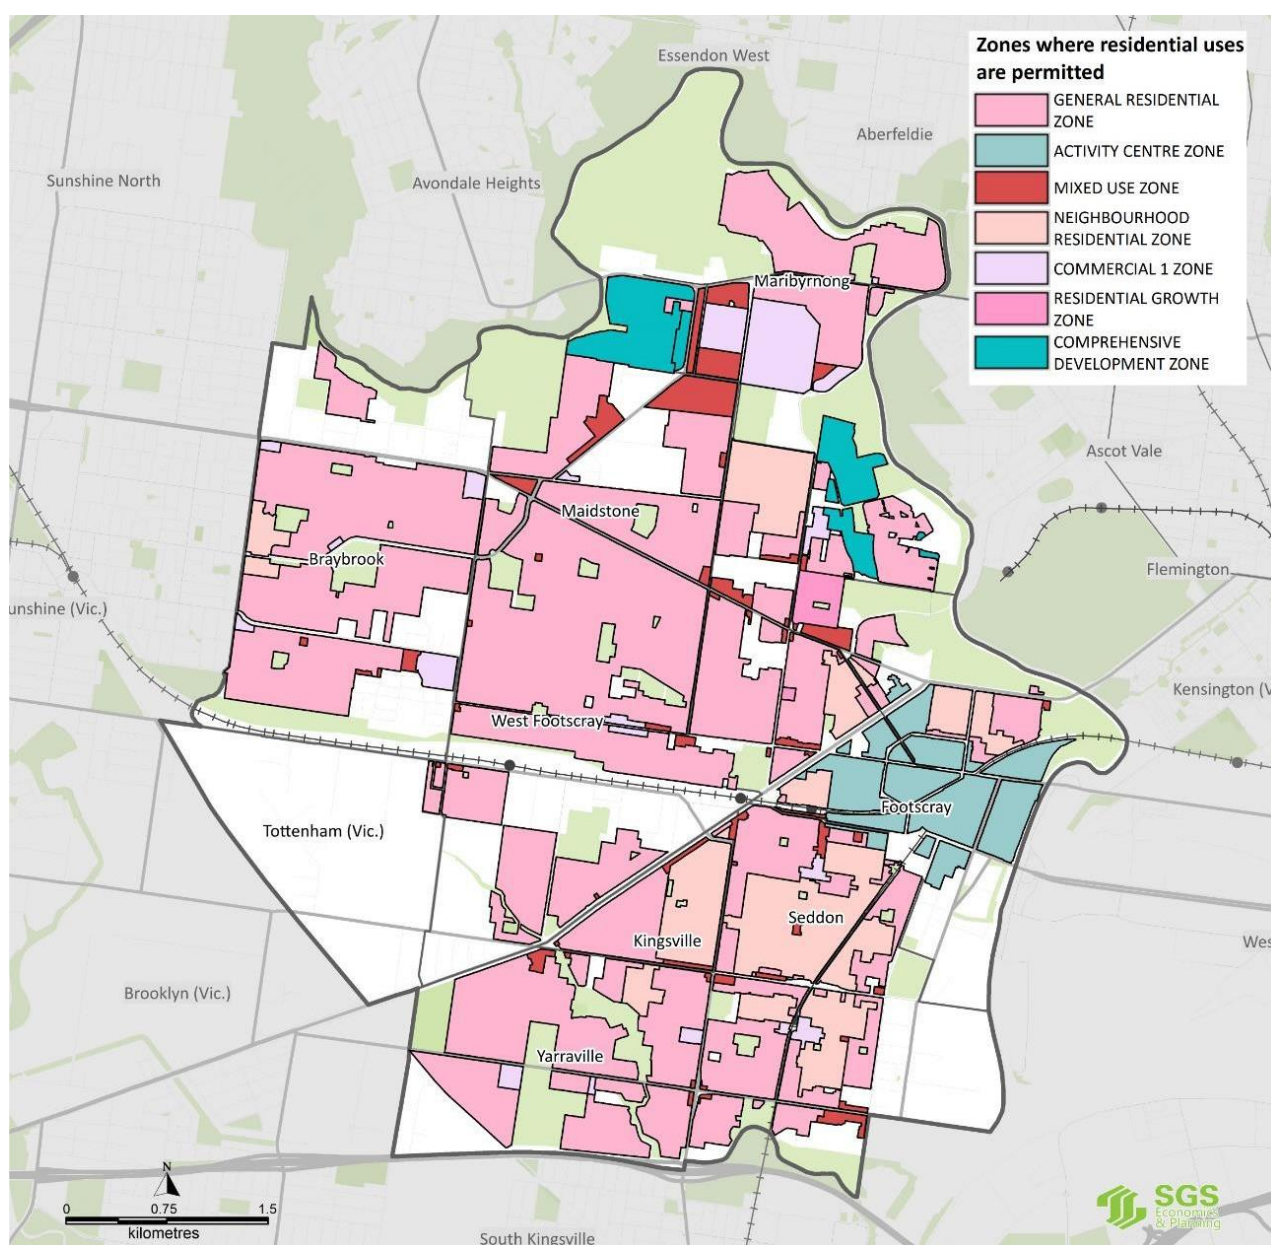 Zones where residential uses
are permitted
GENERAL RESIDENTIAL
ZONE
ACTIVITY CENTRE ZONE
MIXED USE ZONE
NEIGHBOURHOOD
RESIDENTIAL ZONE
COMMERCIAL 1 ZONE
RESIDENTIAL GROWTH
ZONE
COMPREHENSIVE
DEVELOPMENT ZONE
Essendon West
Aberfeldie
Sunshine North
Avondale Heights
Maribyrnong
Ascot Vale
Maidstone
Braybrook
Flemington
unshine (Vic.)
Kensington (V
West Footscray
Footscray
Tottenham (Vic.)
Seddon
Kingsville
Wes
Brooklyn (Vic.)
Yarraville
South Kingsville
N
0 0.75 1.5
kilometres
SGS
Economics
& Planning